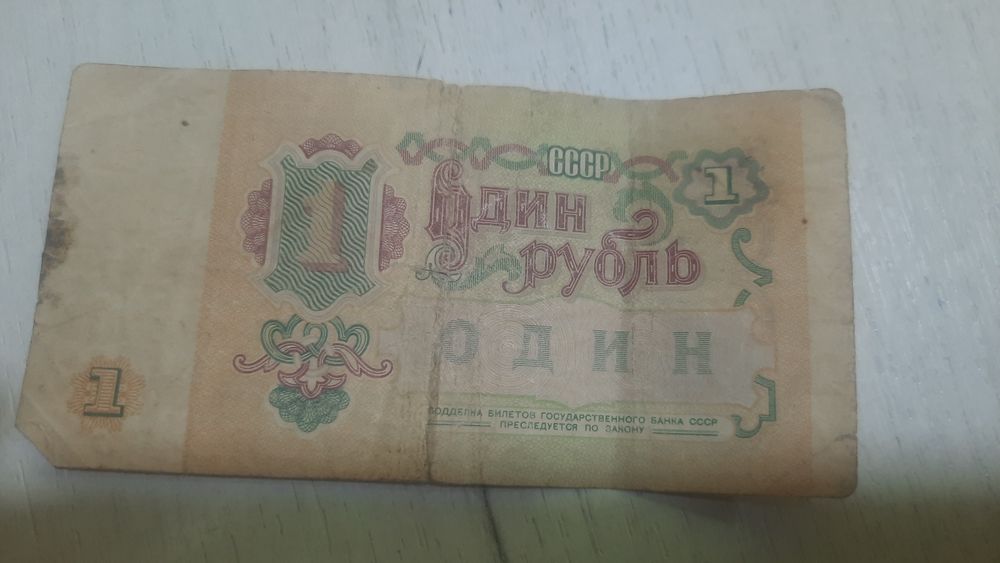 СССР
1
1
Один
рубль
ОДИН
1
ПОДДЕЛКА БИЛЕТОВ ГОСУДАРСТВЕННОГО БАНКА СССР
ПРЕСЛЕДУЕТСЯ ПО ЗАКОНУ